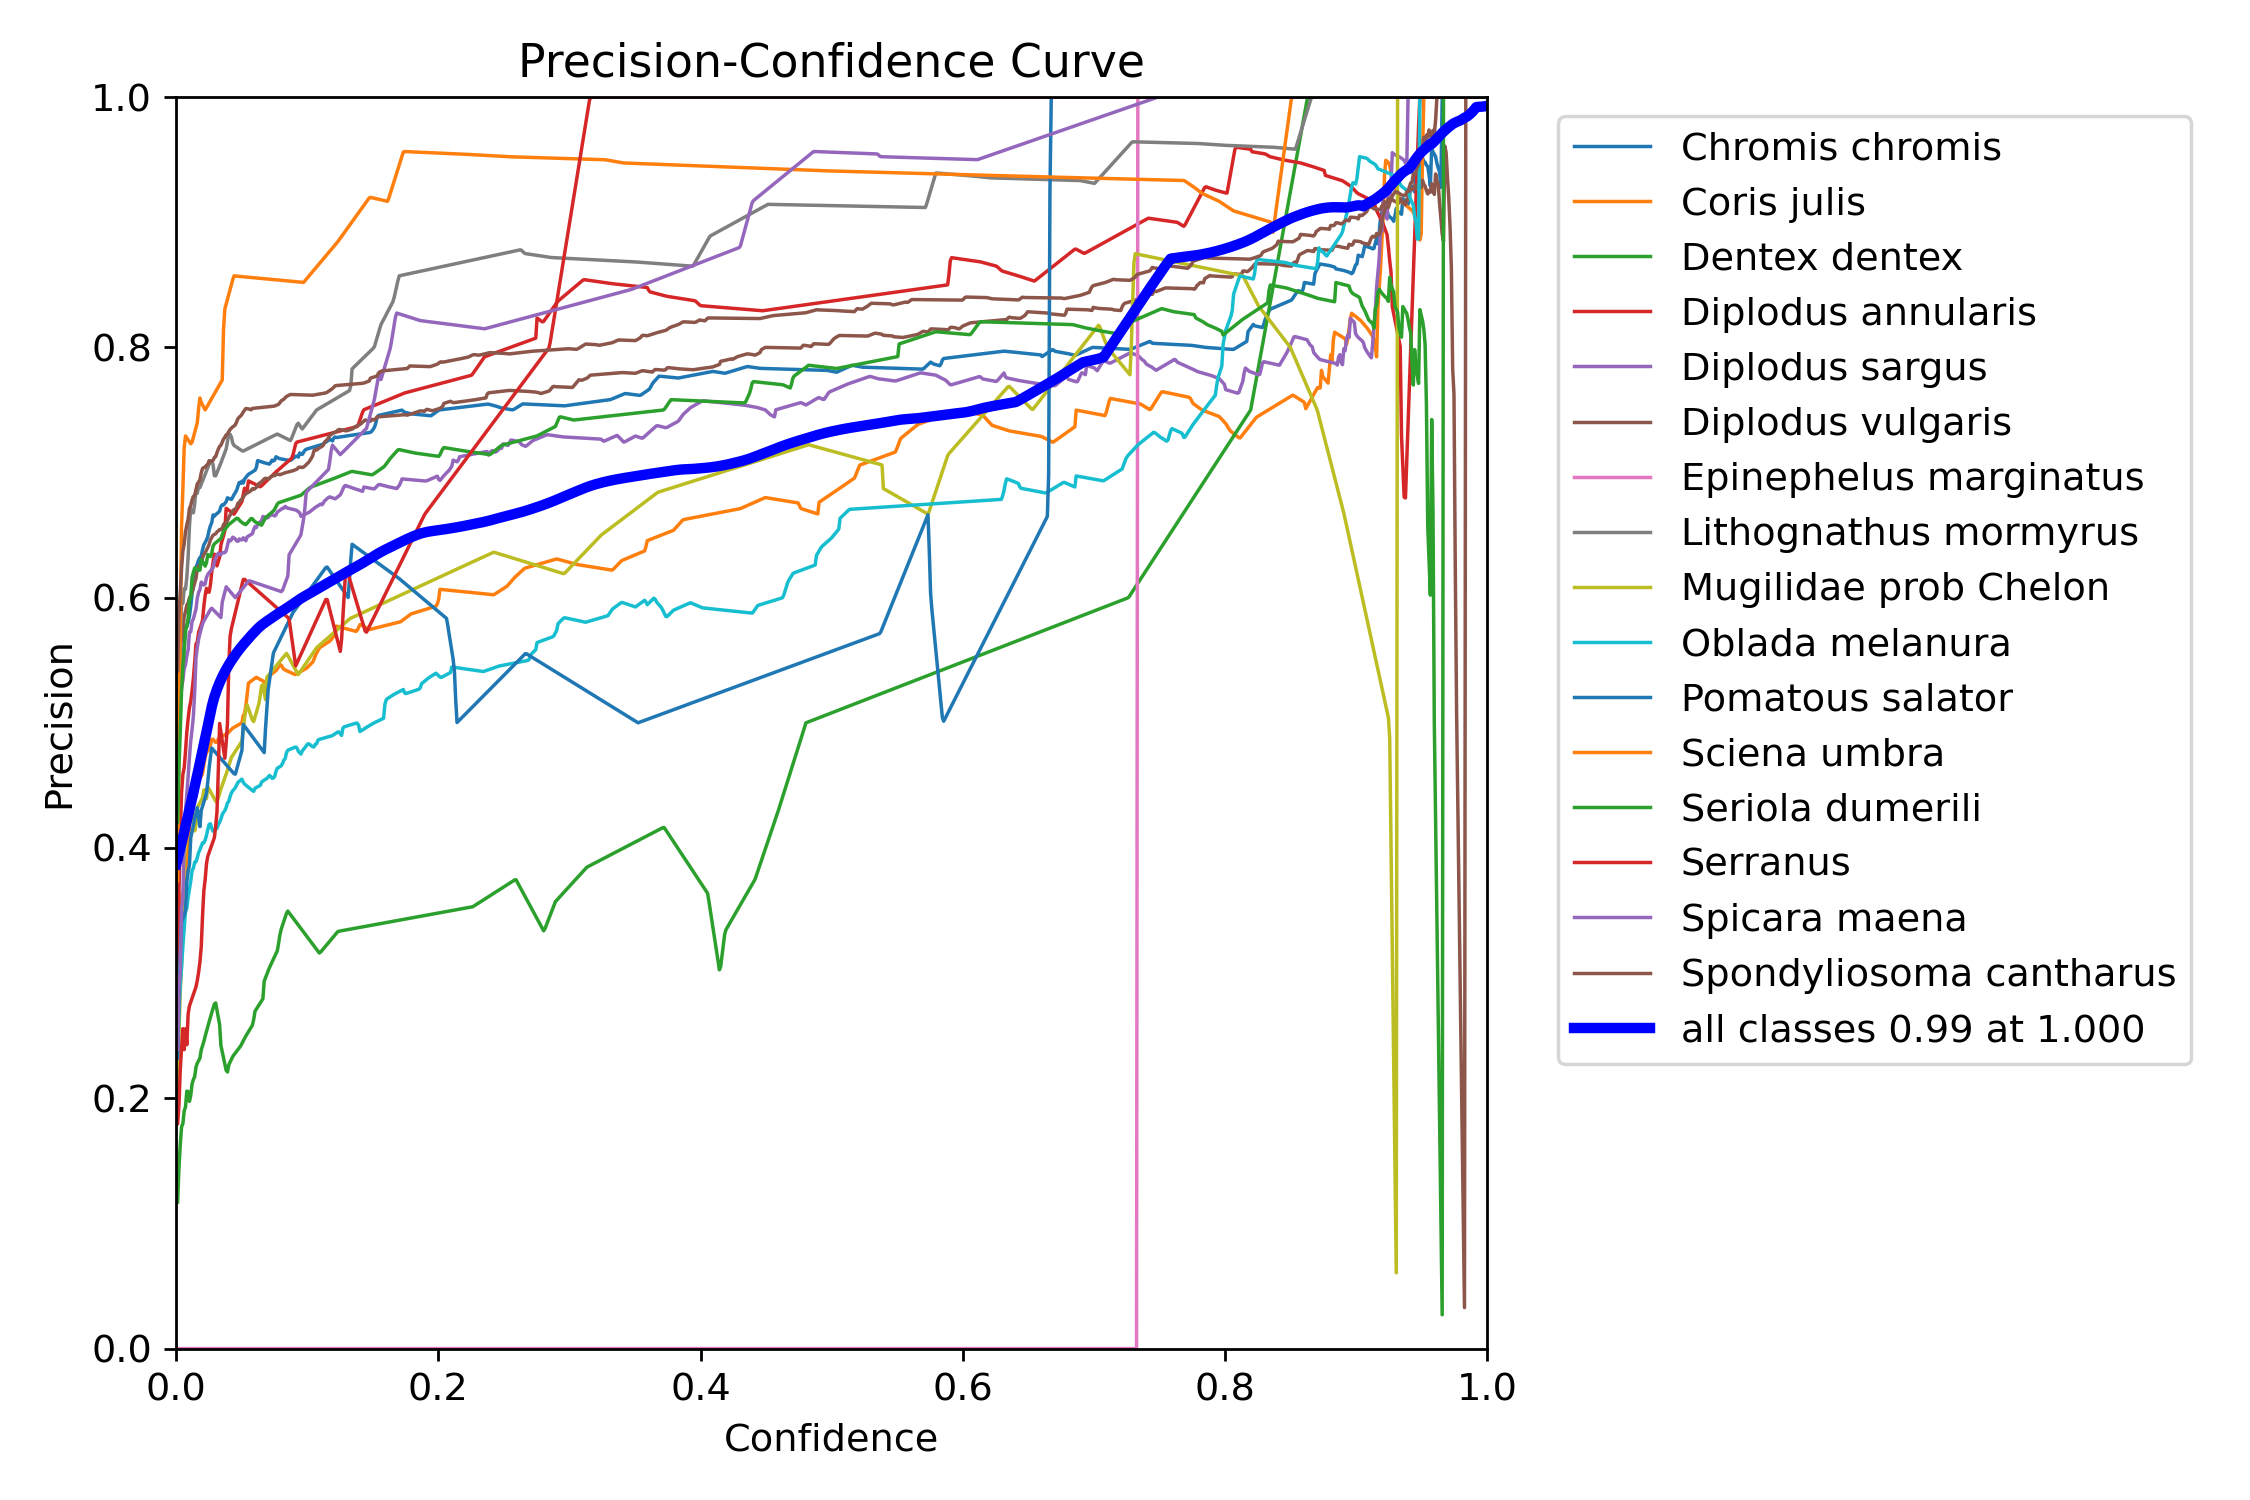 Precision-Confidence Curve
1.0
0.8
0.6
0.4
0.2
0.0
Precision
0.0 0.2 0.4 0.6 0.8 1.0
Confidence
Chromis chromis
Coris julis
Dentex dentex
Diplodus annularis
Diplodus sargus
Diplodus vulgaris
Epinephelus marginatus
Lithognathus mormyrus
Mugilidae prob Chelon
Oblada melanura
Pomatous salator
Sciena umbra
Seriola dumerili
Serranus
Spicara maena
Spondyliosoma cantharus
all classes 0.99 at 1.000